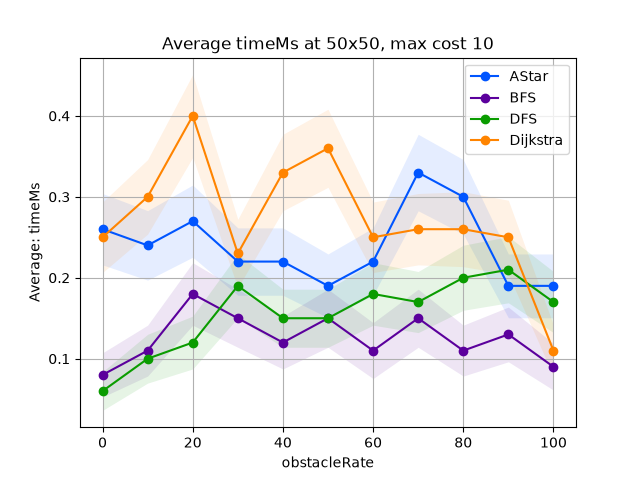 Average timeMs at 50x50, max cost 10
AStar
BFS
DFS
Dijkstra
0.4
0.3
0.2
0.1
Average: timeMs
0 20 40 60 80 100
obstacleRate